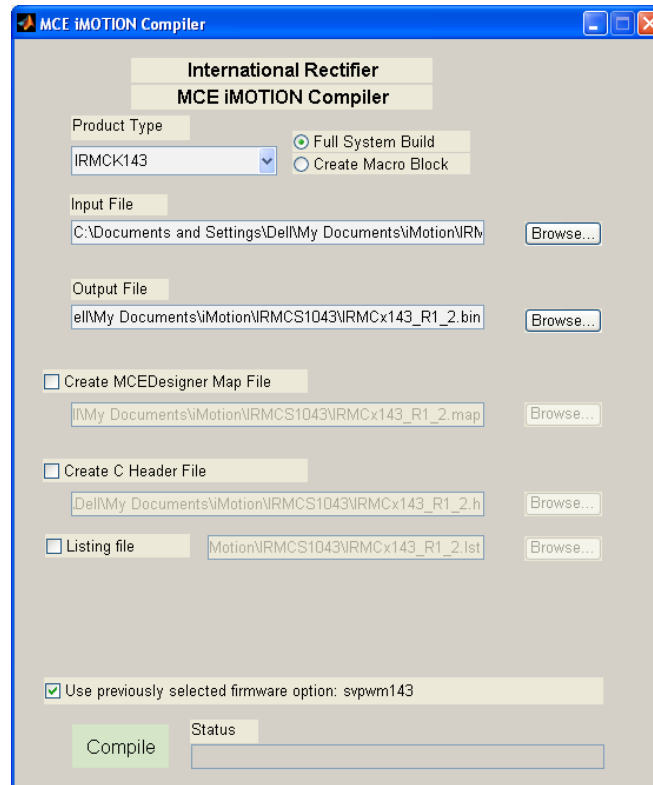 MCE iMOTION Compiler
International Rectifier
MCE iMOTION Compiler
Product Type
IRMCK143
Full System Build
Create Macro Block
Input File
C:\Documents and Settings\Dell\My Documents\iMotion\IRM
Browse...
Output File
ell\My Documents\iMotion\IRMCS1043\IRMCx143_R1_2.bin
Browse...
Create MCEDesigner Map File
ll\My Documents\iMotion\IRMCS1043\IRMCx143_R1_2.map
Browse...
Create C Header File
.Dell\My Documents\iMotion\IRMCS1043\IRMCx143_R1_2.h
Browse...
Listing file
Motion\IRMCS1043\IRMCx143_R1_2.lst
Browse...
Use previously selected firmware option: svpwm143
Compile
Status